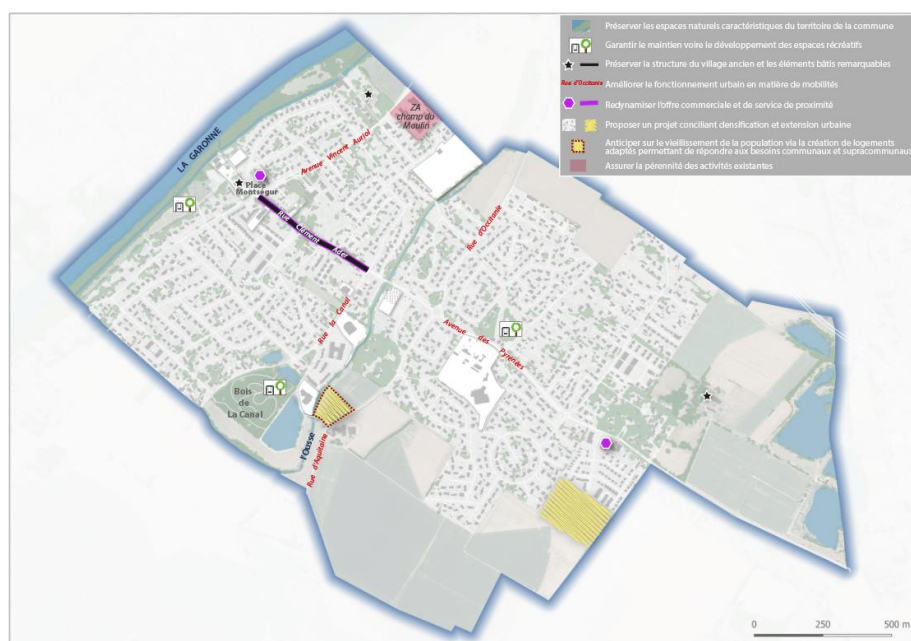 Préserver les espaces naturels caractéristiques du territoire de la commune
Garantir le maintien voire le développement des espaces récréatifs
Préserver la structure du village ancien et les éléments bâtis remarquables
Rue d'Occitanie
Améliorer le fonctionnement urbain en matière de mobilités
Redynamiser l'offre commerciale et de service de proximité
Proposer un projet conciliant densification et extension urbaine
Anticiper sur le vieillissement de la population via la création de logements
adaptés permettant de répondre aux besoins communaux et supracommunaux
Assurer la pérennité des activités existantes
ZA
champ du
Moulin
LA GARONNE
Avenue Vincent Auriol
Place
Montségur
Rue Clément Ader
Rue d'Occitanie
Rue la Canal
Avenue des Pyrénées
Bois
de
La Canal
l'Ousse
Rue d'Aquitaine
0 250 500 m